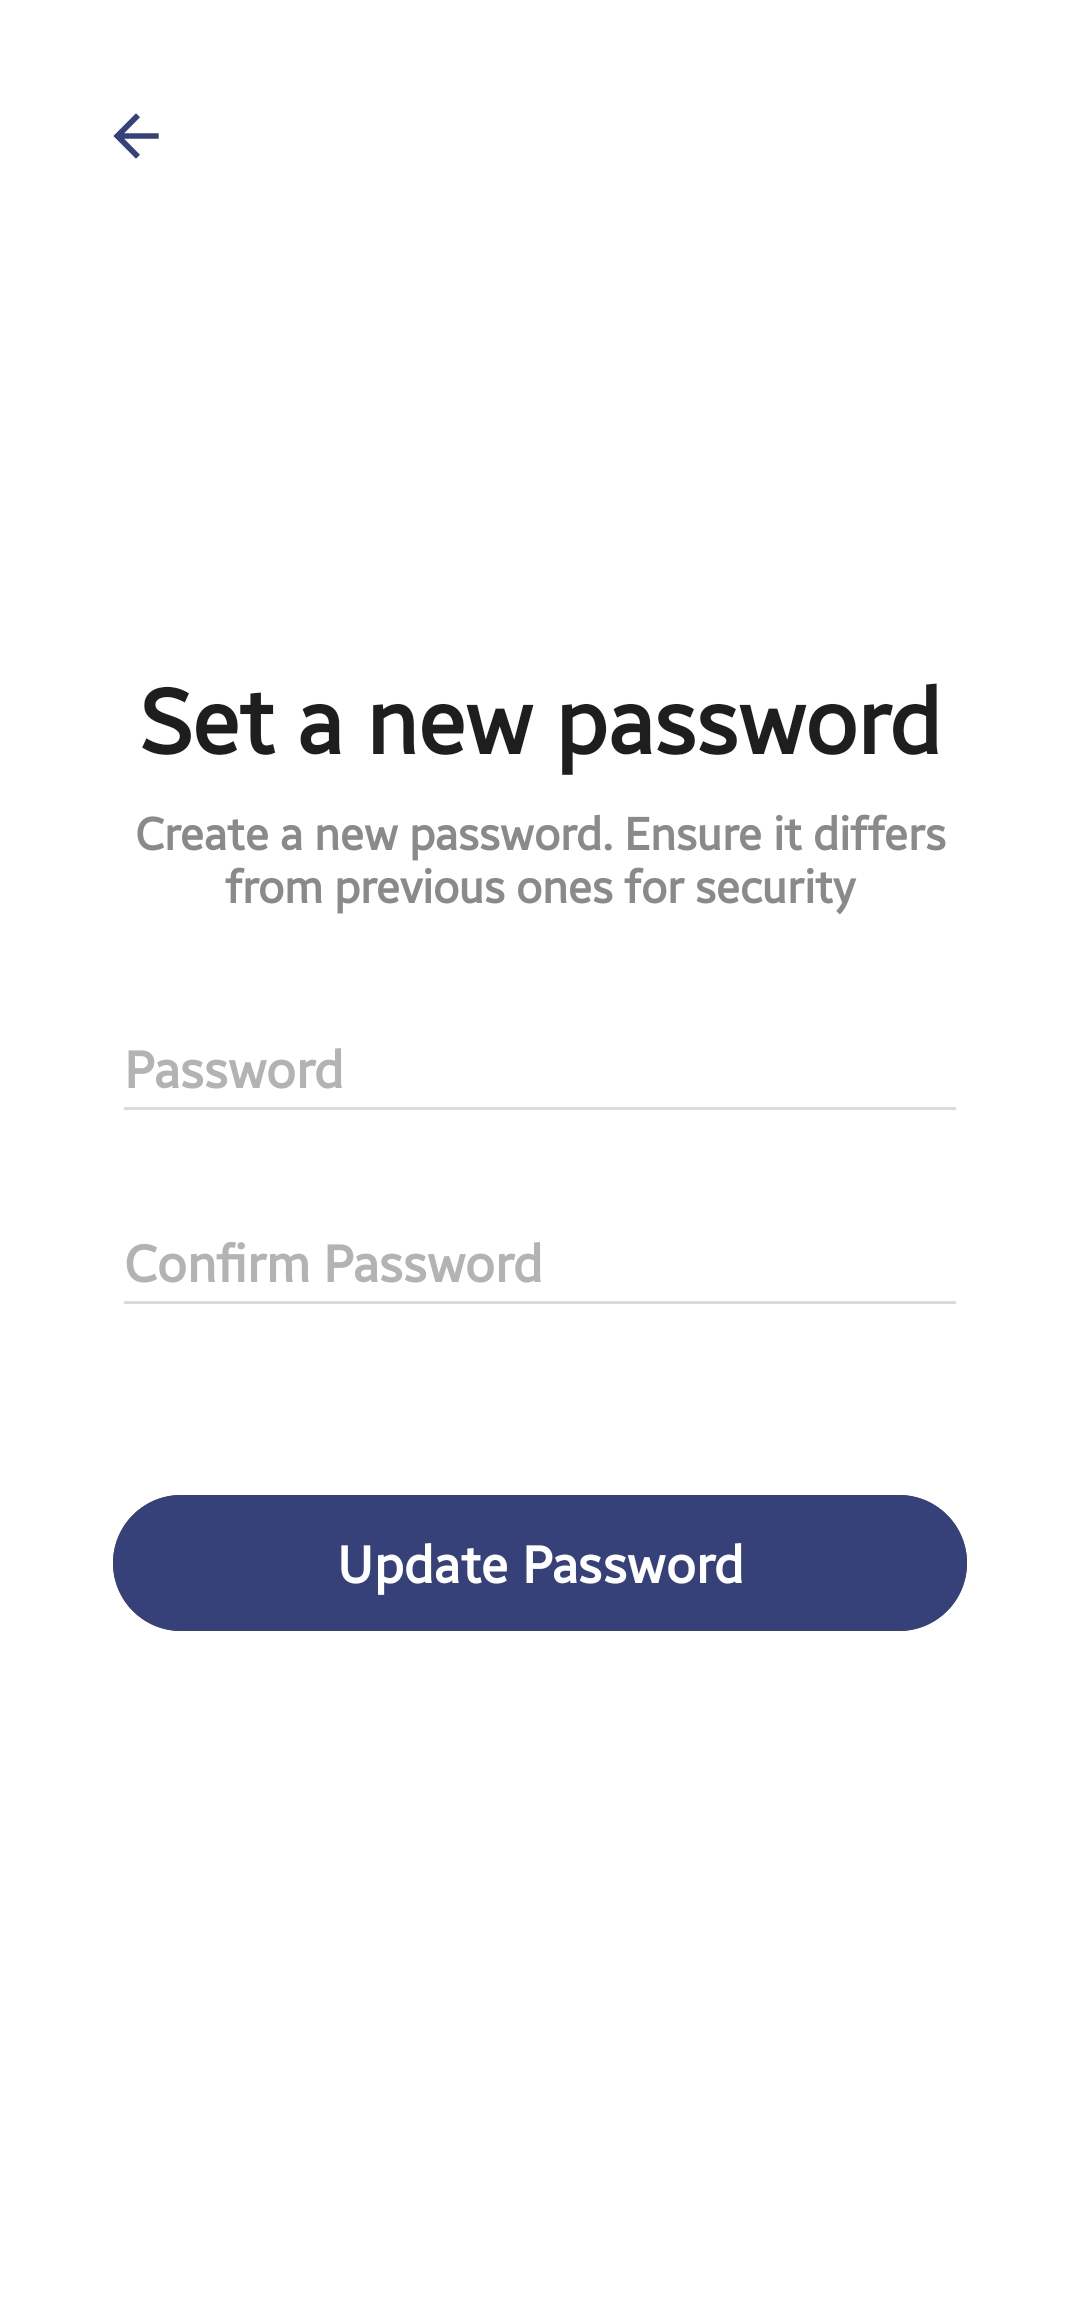 Set a new password
Create a new password. Ensure it differs
from previous ones for security
Password
Confirm Password
Update Password